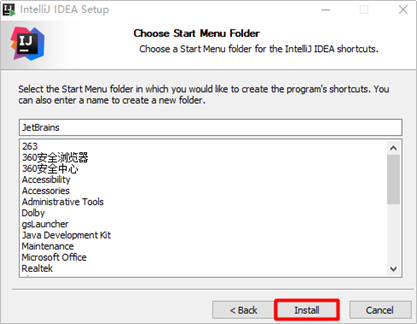 IntelliJ IDEA Setup
Choose Start Menu Folder
Choose a Start Menu folder for the IntelliJ IDEA shortcuts.
Select the Start Menu folder in which you would like to create the program's shortcuts. You
can also enter a name to create a new folder.
JetBrains
263
360安全浏览器
360安全中心
Accessibility
Accessories
Administrative Tools
Dolby
gsLauncher
Java Development Kit
Maintenance
Microsoft Office
Realtek
< Back
Install
Cancel